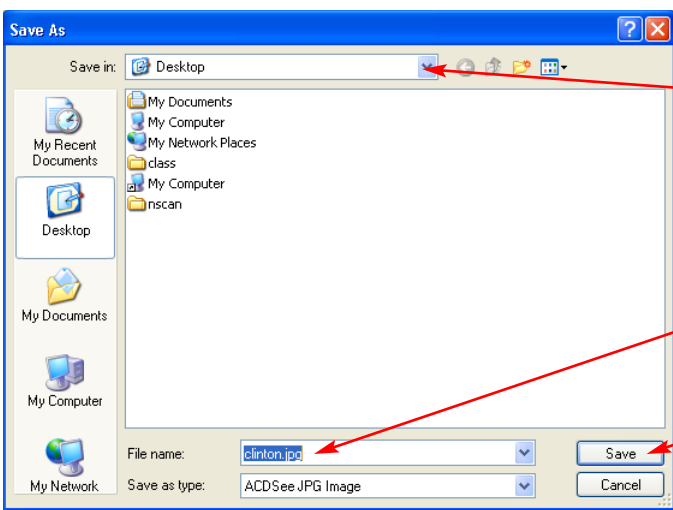 Save As
Save in: Desktop
My Documents
My Computer
My Network Places
class
My Computer
nscan
My Recent
Documents
Desktop
My Documents
My Computer
My Network
File name: clinton.jpg Save
Save as type: ACDSee JPG Image Cancel